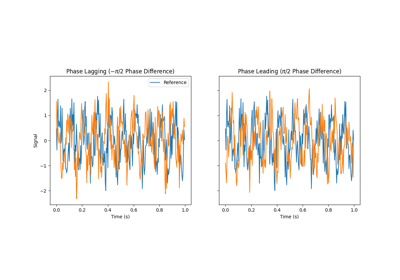 Phase Lagging (−π/2 Phase Difference)
Phase Leading (π/2 Phase Difference)
Reference
Signal
2
1
0
−1
−2
0.0 0.2 0.4 0.6 0.8 1.0
0.0 0.2 0.4 0.6 0.8 1.0
Time (s)
Time (s)